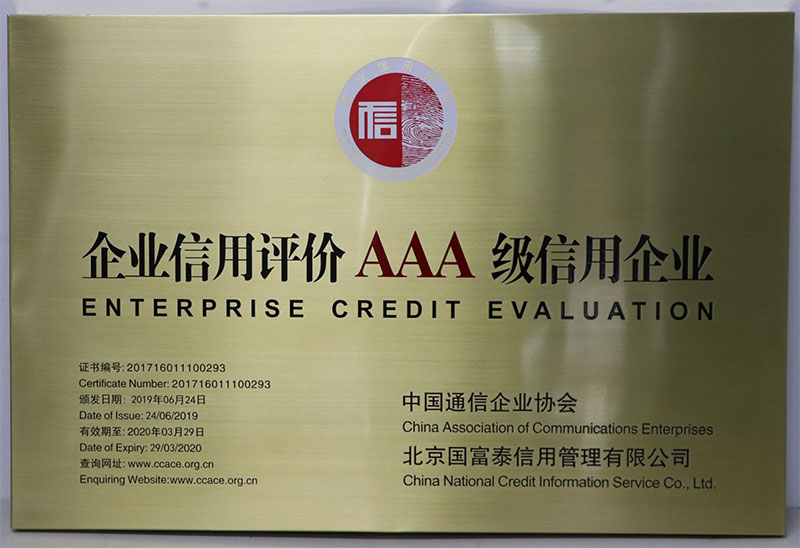 信
企业信用评价 AAA 级信用企业
ENTERPRISE CREDIT EVALUATION
证书编号: 201716011100293
Certificate Number: 201716011100293
颁发日期: 2019年06月24日
Date of Issue: 24/06/2019
有效期至: 2020年03月29日
Date of Expiry: 29/03/2020
查询网址: www.ccace.org.cn
Enquiring Website:www.ccace.org.cn
中国通信企业协会
China Association of Communications Enterprises
北京国富泰信用管理有限公司
China National Credit Information Service Co., Ltd.